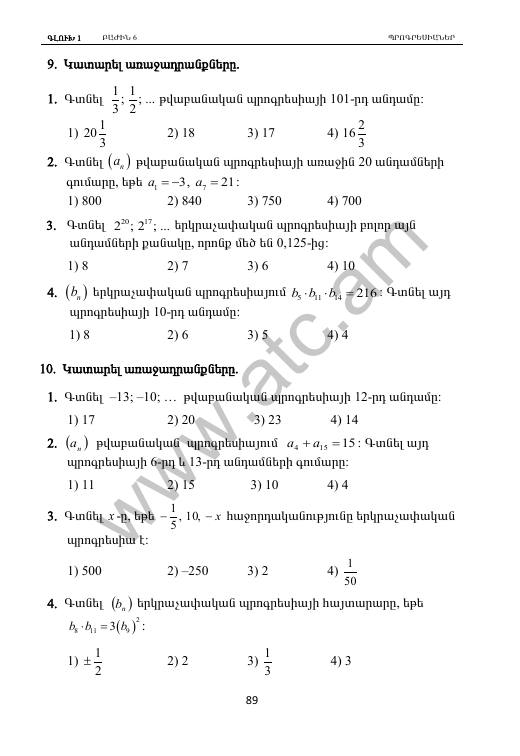 ԳԼՈՒԽ 1 ԲԱԺԻՆ 6 ՊՐՈԳՐԵՍԻԱՆԵՐ
9. Կատարել առաջադրանքները.
1. Գտնել 1/3; 1/2; ... թվաբանական պրոգրեսիայի 101-րդ անդամը:
1) 20 1/3 2) 18 3) 17 4) 16 2/3
2. Գտնել (aₙ) թվաբանական պրոգրեսիայի առաջին 20 անդամների
գումարը, եթե a₁ = −3, a₇ = 21:
1) 800 2) 840 3) 750 4) 700
3. Գտնել 2²⁰; 2¹⁷; ... երկրաչափական պրոգրեսիայի բոլոր այն
անդամների քանակը, որոնք մեծ են 0,125-ից:
1) 8 2) 7 3) 6 4) 10
4. (bₙ) երկրաչափական պրոգրեսիայում b₅ · b₁₁ · b₁₄ = 216: Գտնել այդ
պրոգրեսիայի 10-րդ անդամը:
1) 8 2) 6 3) 5 4) 4
10. Կատարել առաջադրանքները.
1. Գտնել –13; –10; … թվաբանական պրոգրեսիայի 12-րդ անդամը:
1) 17 2) 20 3) 23 4) 14
2. (aₙ) թվաբանական պրոգրեսիայում a₄ + a₁₅ = 15: Գտնել այդ
պրոգրեսիայի 6-րդ և 13-րդ անդամների գումարը:
1) 11 2) 15 3) 10 4) 4
3. Գտնել x-ը, եթե −1/5, 10, − x հաջորդականությունը երկրաչափական
պրոգրեսիա է:
1) 500 2) –250 3) 2 4) 1/50
4. Գտնել (bₙ) երկրաչափական պրոգրեսիայի հայտարարը, եթե
b₈ · b₁₁ = 3(b₉)²:
1) ±1/2 2) 2 3) 1/3 4) 3
89
www.atc.am